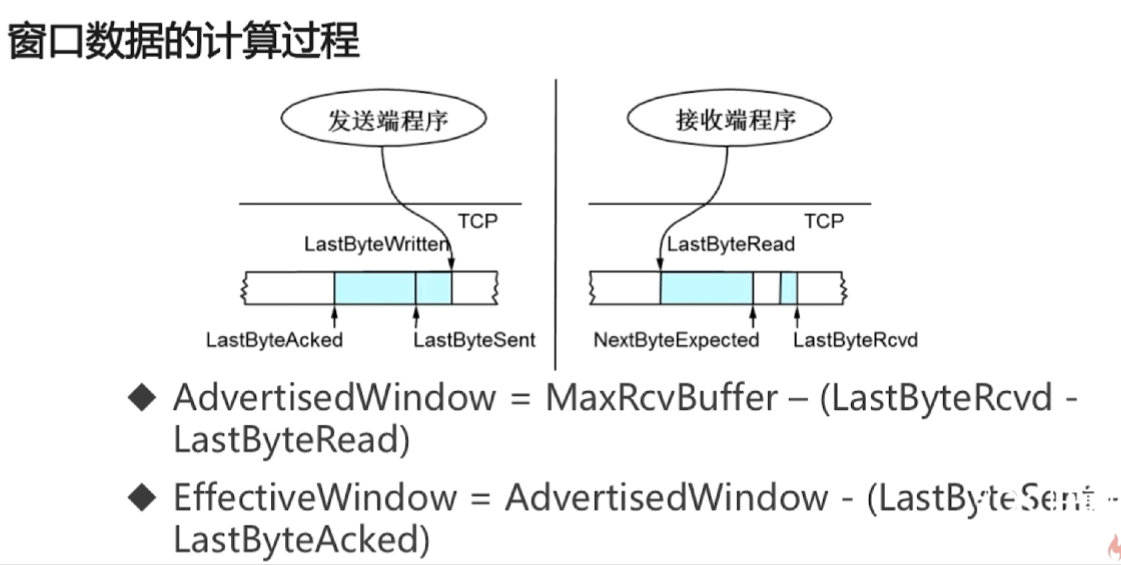 窗口数据的计算过程
发送端程序
接收端程序
TCP
TCP
LastByteWritten
LastByteRead
LastByteAcked
LastByteSent
NextByteExpected
LastByteRcvd
◆ AdvertisedWindow = MaxRcvBuffer – (LastByteRcvd -
LastByteRead)
◆ EffectiveWindow = AdvertisedWindow - (LastByteSent -
LastByteAcked)